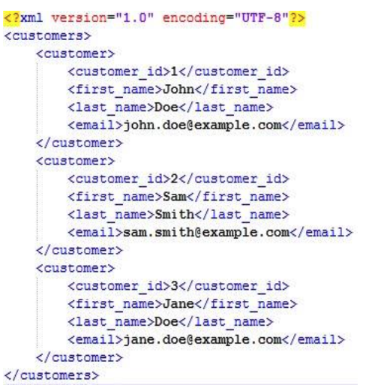 <?xml version="1.0" encoding="UTF-8"?>
<customers>
    <customer>
        <customer_id>1</customer_id>
        <first_name>John</first_name>
        <last_name>Doe</last_name>
        <email>john.doe@example.com</email>
    </customer>
    <customer>
        <customer_id>2</customer_id>
        <first_name>Sam</first_name>
        <last_name>Smith</last_name>
        <email>sam.smith@example.com</email>
    </customer>
    <customer>
        <customer_id>3</customer_id>
        <first_name>Jane</first_name>
        <last_name>Doe</last_name>
        <email>jane.doe@example.com</email>
    </customer>
</customers>